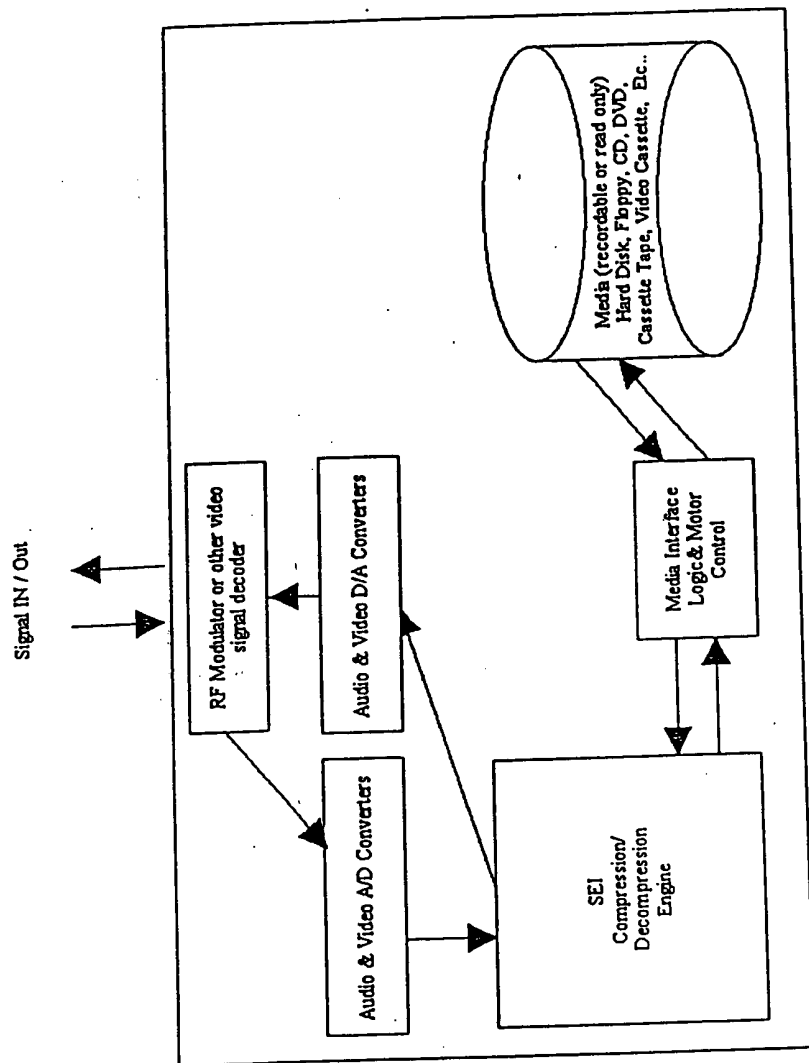 Signal IN / Out
RF Modulator or other video
signal decoder
Audio & Video A/D Converters
Audio & Video D/A Converters
SEI
Compression/
Decompression
Engine
Media Interface
Logic & Motor
Control
Media (recordable or read only)
Hard Disk, Floppy, CD, DVD,
Cassette Tape, Video Cassette, Etc..